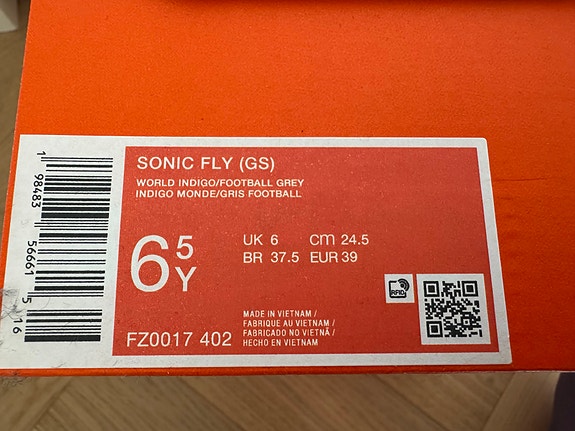 SONIC FLY (GS)
WORLD INDIGO/FOOTBALL GREY
INDIGO MONDE/GRIS FOOTBALL
6 5 Y
UK 6 CM 24.5
BR 37.5 EUR 39
RFID
MADE IN VIETNAM /
FABRIQUE AU VIETNAM /
FABRICADO NO VIETNÃ /
HECHO EN VIETNAM
FZ0017 402
1 98483 56661 5 16